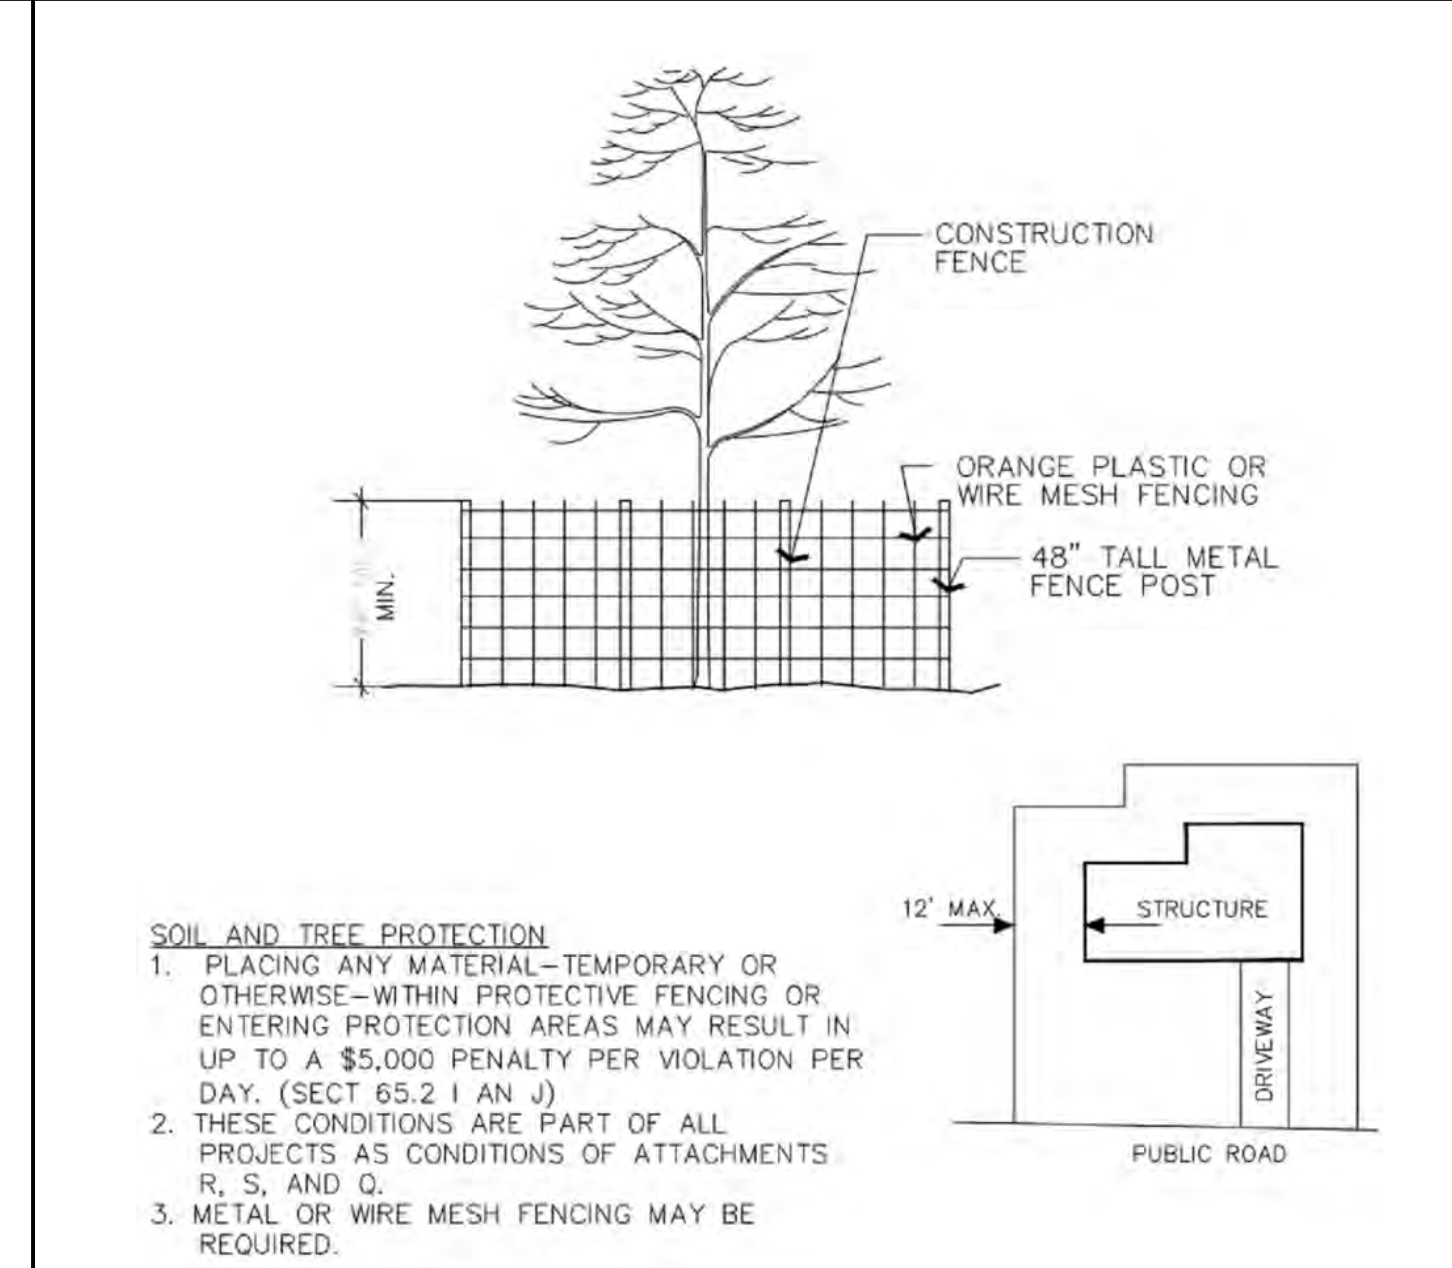 CONSTRUCTION
FENCE
ORANGE PLASTIC OR
WIRE MESH FENCING
48" TALL METAL
FENCE POST
MIN.
12' MAX.
STRUCTURE
DRIVEWAY
PUBLIC ROAD
SOIL AND TREE PROTECTION
1. PLACING ANY MATERIAL—TEMPORARY OR
OTHERWISE—WITHIN PROTECTIVE FENCING OR
ENTERING PROTECTION AREAS MAY RESULT IN
UP TO A $5,000 PENALTY PER VIOLATION PER
DAY. (SECT 65.2 I AN J)
2. THESE CONDITIONS ARE PART OF ALL
PROJECTS AS CONDITIONS OF ATTACHMENTS
R, S, AND Q.
3. METAL OR WIRE MESH FENCING MAY BE
REQUIRED.